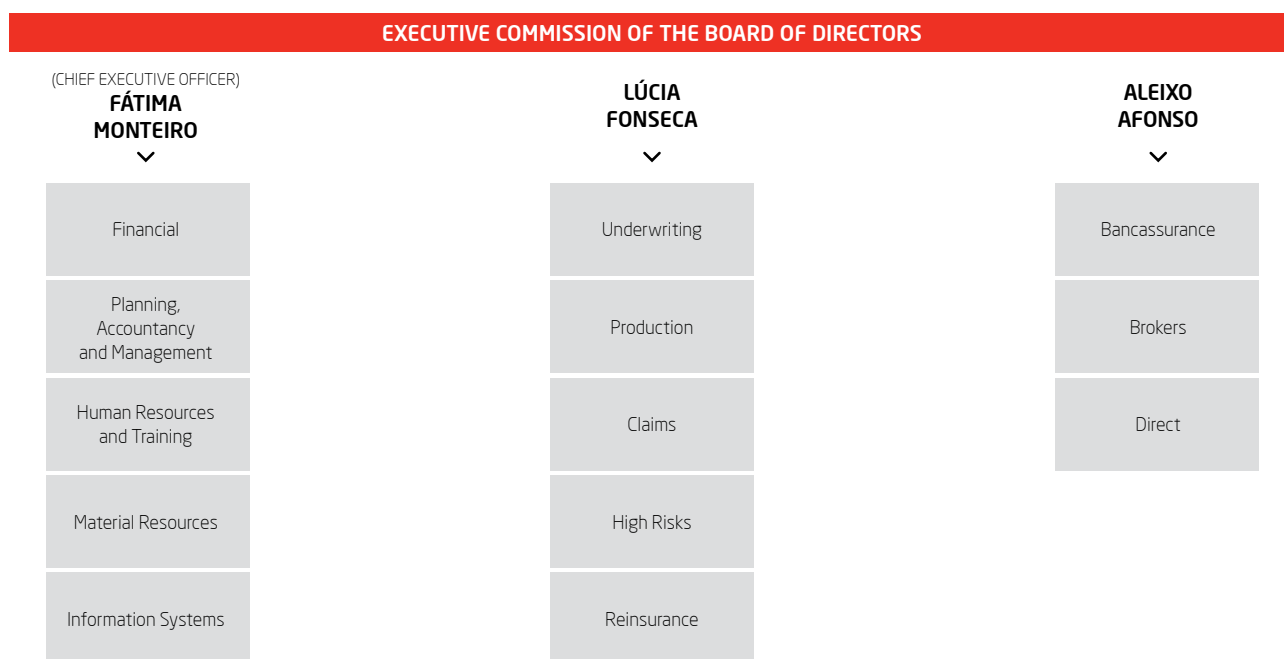 EXECUTIVE COMMISSION OF THE BOARD OF DIRECTORS
(CHIEF EXECUTIVE OFFICER)
FÁTIMA
MONTEIRO
Financial
Planning,
Accountancy
and Management
Human Resources
and Training
Material Resources
Information Systems
LÚCIA
FONSECA
Underwriting
Production
Claims
High Risks
Reinsurance
ALEIXO
AFONSO
Bancassurance
Brokers
Direct